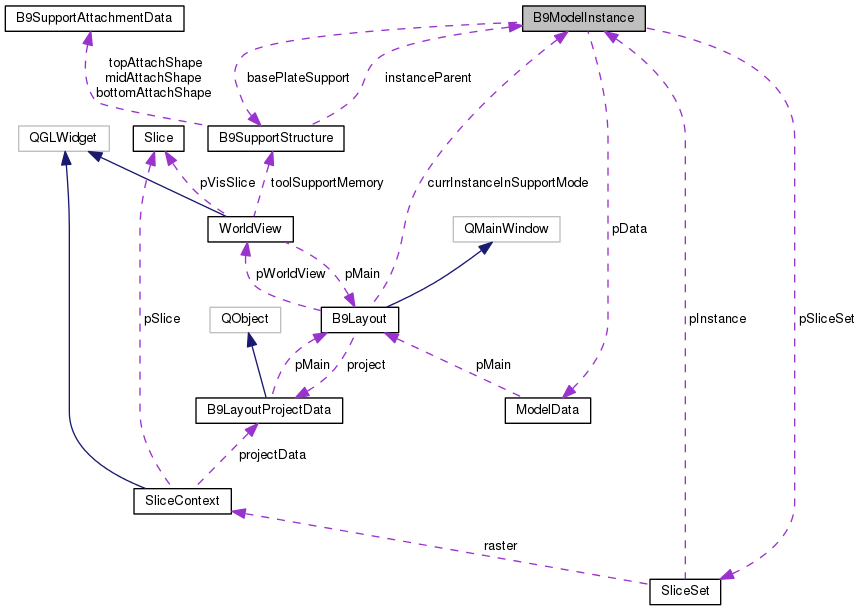 B9SupportAttachmentData
B9ModelInstance
topAttachShape
midAttachShape
bottomAttachShape
basePlateSupport
instanceParent
QGLWidget
Slice
B9SupportStructure
pVisSlice
toolSupportMemory
currInstanceInSupportMode
WorldView
QMainWindow
pData
pWorldView
pMain
QObject
B9Layout
pSlice
pInstance
pSliceSet
pMain
project
pMain
B9LayoutProjectData
ModelData
projectData
SliceContext
raster
SliceSet